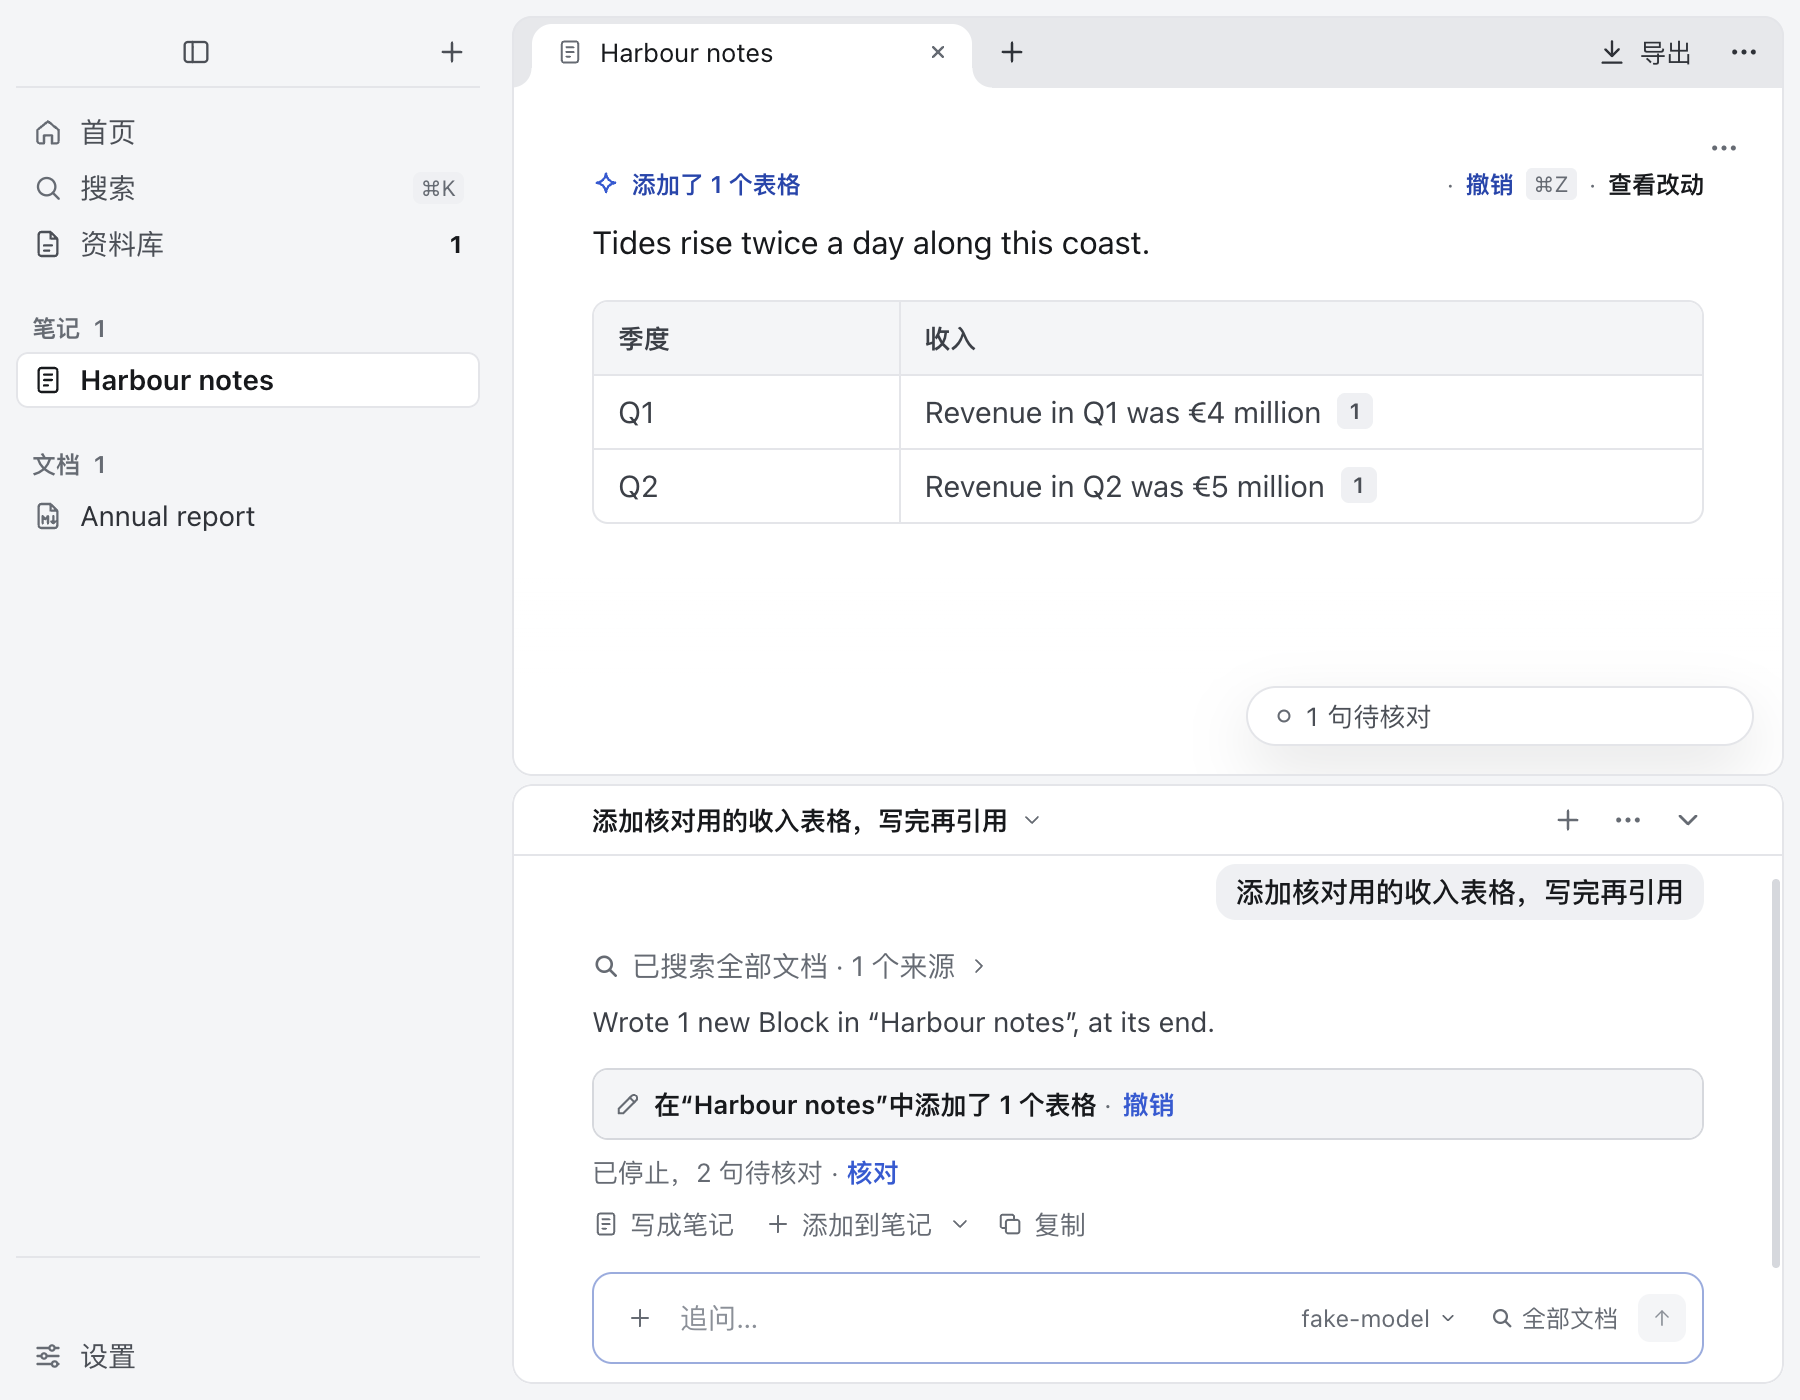 首页
搜索 ⌘K
资料库 1
笔记 1
Harbour notes
文档 1
Annual report
设置
Harbour notes
导出
添加了 1 个表格 · 撤销 ⌘Z · 查看改动
Tides rise twice a day along this coast.
季度 收入
Q1 Revenue in Q1 was €4 million 1
Q2 Revenue in Q2 was €5 million 1
1 句待核对
添加核对用的收入表格，写完再引用
添加核对用的收入表格，写完再引用
已搜索全部文档 · 1 个来源
Wrote 1 new Block in “Harbour notes”, at its end.
在“Harbour notes”中添加了 1 个表格 · 撤销
已停止，2 句待核对 · 核对
写成笔记 添加到笔记 复制
追问... fake-model 全部文档